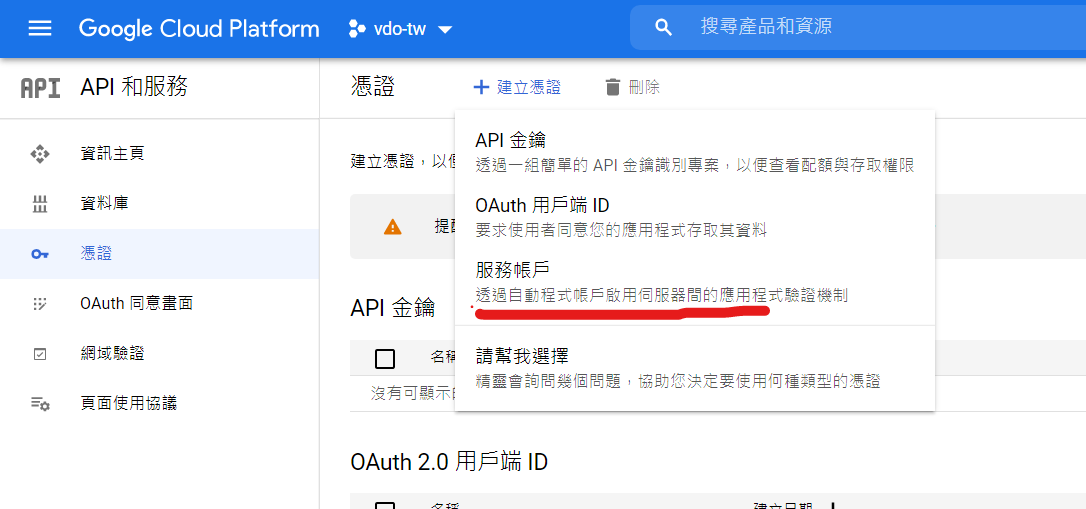 Google Cloud Platform
vdo-tw
搜尋產品和資源
API API 和服務
憑證
建立憑證
刪除
資訊主頁
資料庫
憑證
OAuth 同意畫面
網域驗證
頁面使用協議
建立憑證，以
提
API 金鑰
透過一組簡單的 API 金鑰識別專案，以便查看配額與存取權限
OAuth 用戶端 ID
要求使用者同意您的應用程式存取其資料
服務帳戶
透過自動程式帳戶啟用伺服器間的應用程式驗證機制
請幫我選擇
精靈會詢問幾個問題，協助您決定要使用何種類型的憑證
API 金鑰
名稱
沒有可顯示的
OAuth 2.0 用戶端 ID
名稱
建立日期